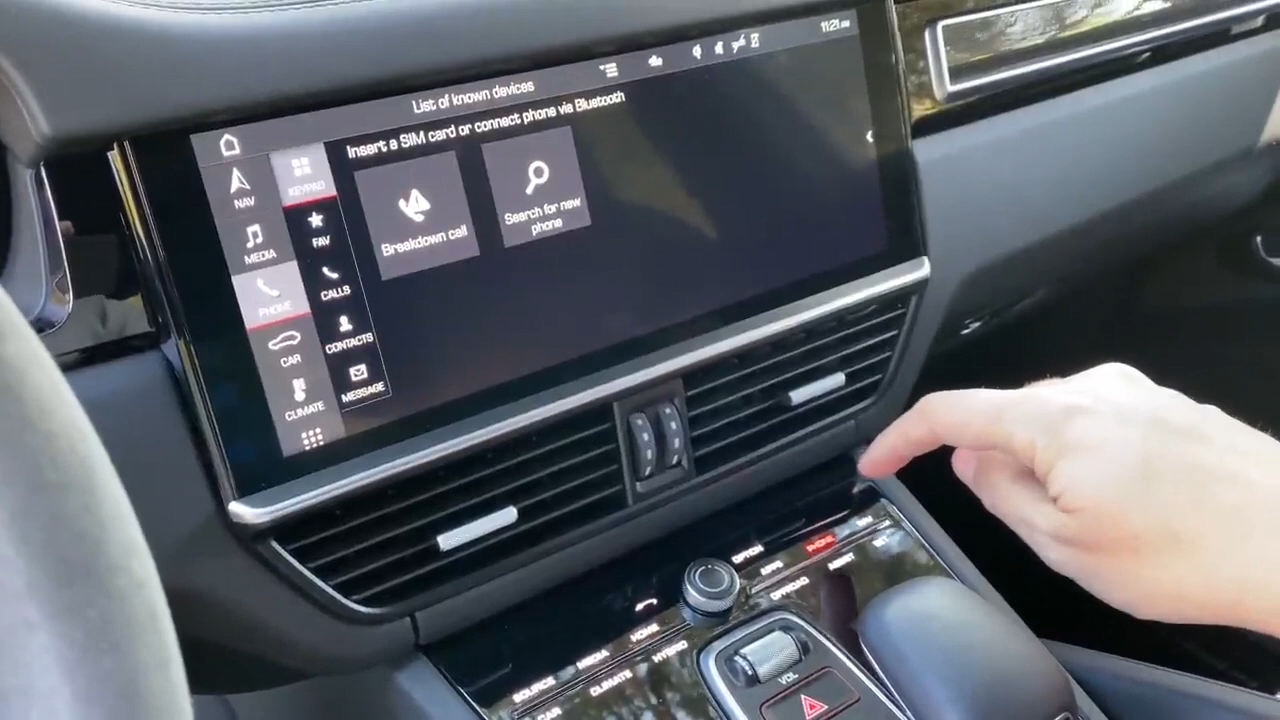 11:21 AM
List of known devices
Insert a SIM card or connect phone via Bluetooth
NAV
MEDIA
PHONE
CAR
CLIMATE
KEYPAD
FAV
CALLS
CONTACTS
MESSAGE
Breakdown call
Search for new
phone
OPTION
PHONE
APPS
OFFROAD
SET
HOME
MEDIA
SOURCE
HYBRID
CLIMATE
CAR
VOL